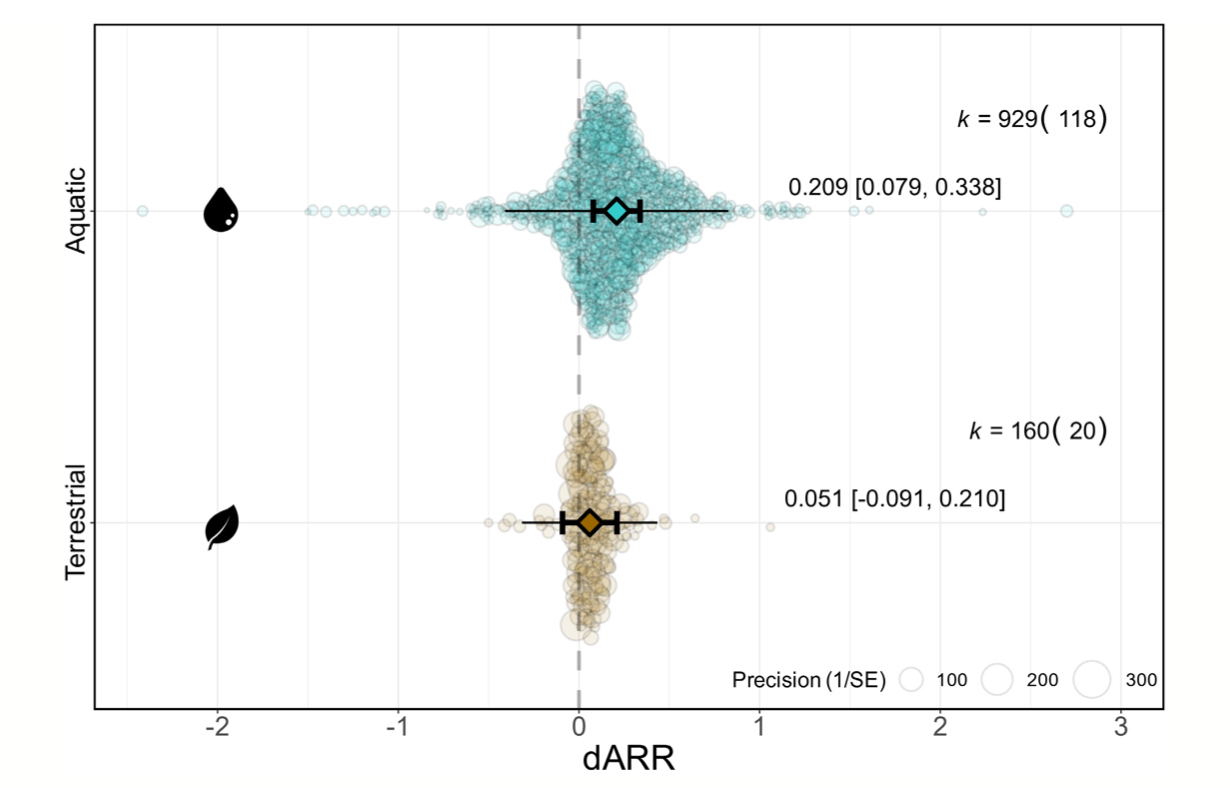 k = 929( 118)
0.209 [0.079, 0.338]
Aquatic
k = 160( 20)
0.051 [-0.091, 0.210]
Terrestrial
Precision (1/SE) 100 200 300
-2 -1 0 1 2 3
dARR